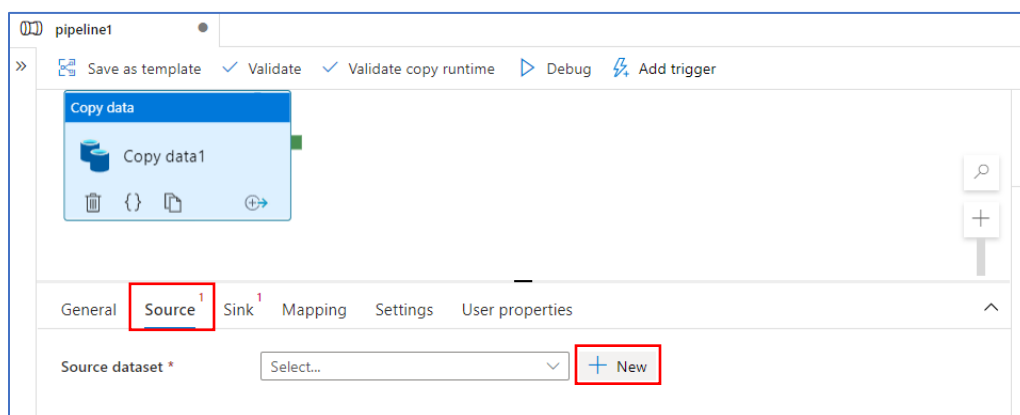 pipeline1
Save as template Validate Validate copy runtime Debug Add trigger
Copy data
Copy data1
{}
General Source 1 Sink 1 Mapping Settings User properties
Source dataset * Select... + New